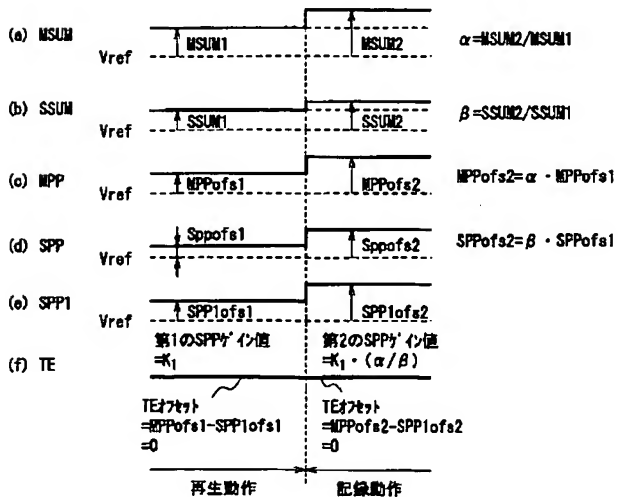 (a) MSUM
Vref
MSUM1
MSUM2
α=MSUM2/MSUM1
(b) SSUM
Vref
SSUM1
SSUM2
β=SSUM2/SSUM1
(c) MPP
Vref
MPPofs1
MPPofs2
MPPofs2=α・MPPofs1
(d) SPP
Vref
Sppofs1
Sppofs2
SPPofs2=β・SPPofs1
(e) SPP1
Vref
SPP1ofs1
SPP1ofs2
(f) TE
第1のSPPゲイン値
=K₁
第2のSPPゲイン値
=K₁・(α/β)
TEオフセット
=MPPofs1-SPP1ofs1
=0
TEオフセット
=MPPofs2-SPP1ofs2
=0
再生動作
記録動作